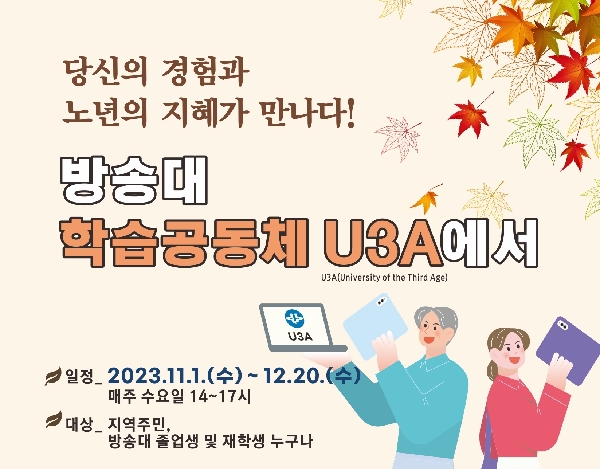 당신의 경험과
노년의 지혜가 만나다!
방송대
학습공동체 U3A에서
U3A(University of the Third Age)
U3A
일정_ 2023.11.1.(수) ~ 12.20.(수)
매주 수요일 14~17시
대상_ 지역주민,
방송대 졸업생 및 재학생 누구나